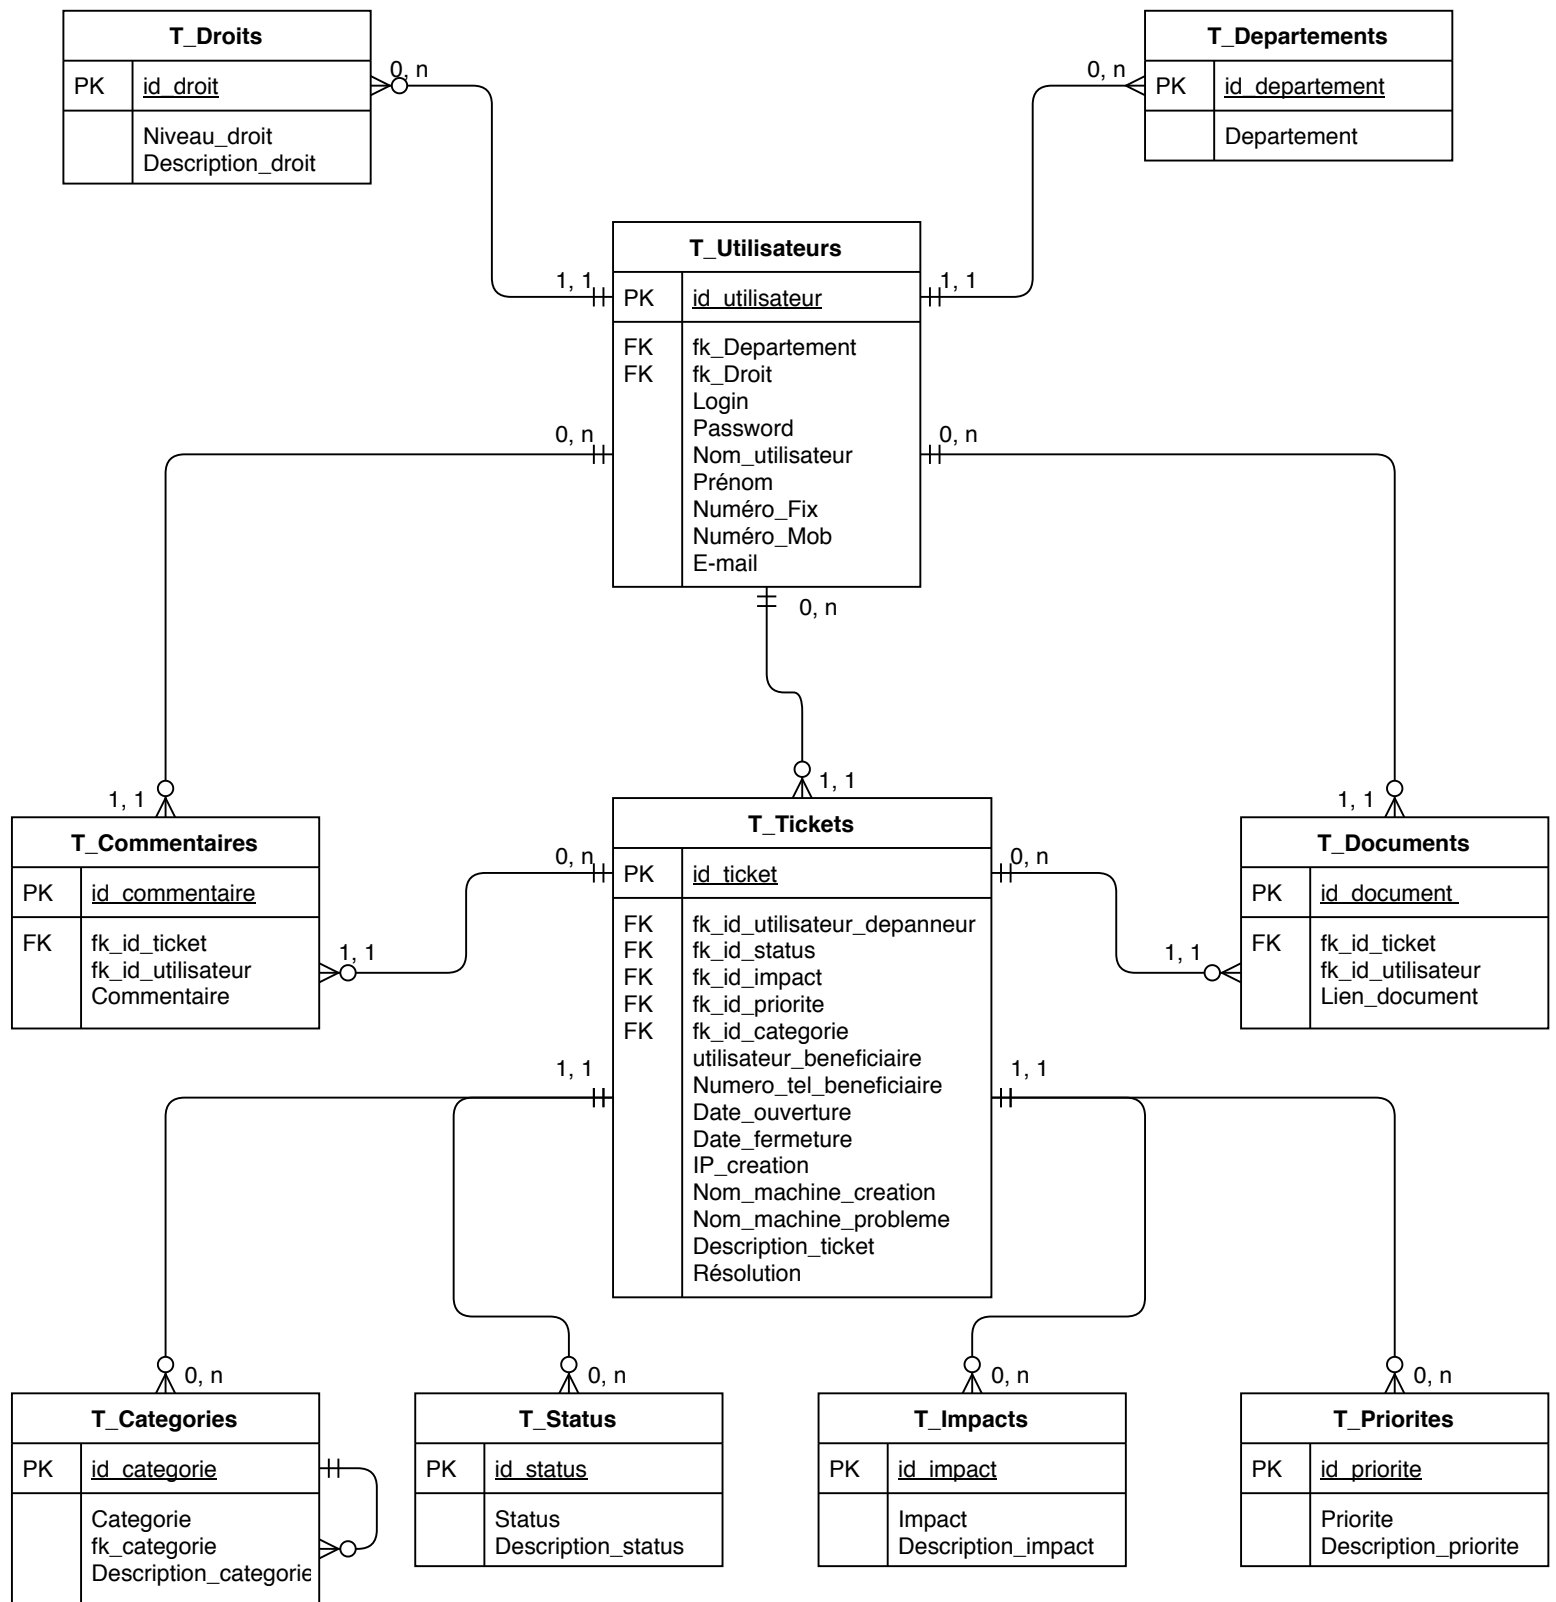 T_Droits
PK id_droit
Niveau_droit
Description_droit
0, n
T_Departements
PK id_departement
Departement
0, n
T_Utilisateurs
1, 1
PK id_utilisateur
1, 1
FK fk_Departement
FK fk_Droit
Login
Password
Nom_utilisateur
Prénom
Numéro_Fix
Numéro_Mob
E-mail
0, n
0, n
0, n
1, 1
1, 1
1, 1
T_Commentaires
PK id_commentaire
FK fk_id_ticket
fk_id_utilisateur
Commentaire
0, n
1, 1
T_Tickets
PK id_ticket
FK fk_id_utilisateur_depanneur
FK fk_id_status
FK fk_id_impact
FK fk_id_priorite
FK fk_id_categorie
utilisateur_beneficiaire
Numero_tel_beneficiaire
Date_ouverture
Date_fermeture
IP_creation
Nom_machine_creation
Nom_machine_probleme
Description_ticket
Résolution
0, n
1, 1
T_Documents
PK id_document
FK fk_id_ticket
fk_id_utilisateur
Lien_document
1, 1
1, 1
0, n
0, n
0, n
0, n
T_Categories
PK id_categorie
Categorie
fk_categorie
Description_categorie
T_Status
PK id_status
Status
Description_status
T_Impacts
PK id_impact
Impact
Description_impact
T_Priorites
PK id_priorite
Priorite
Description_priorite